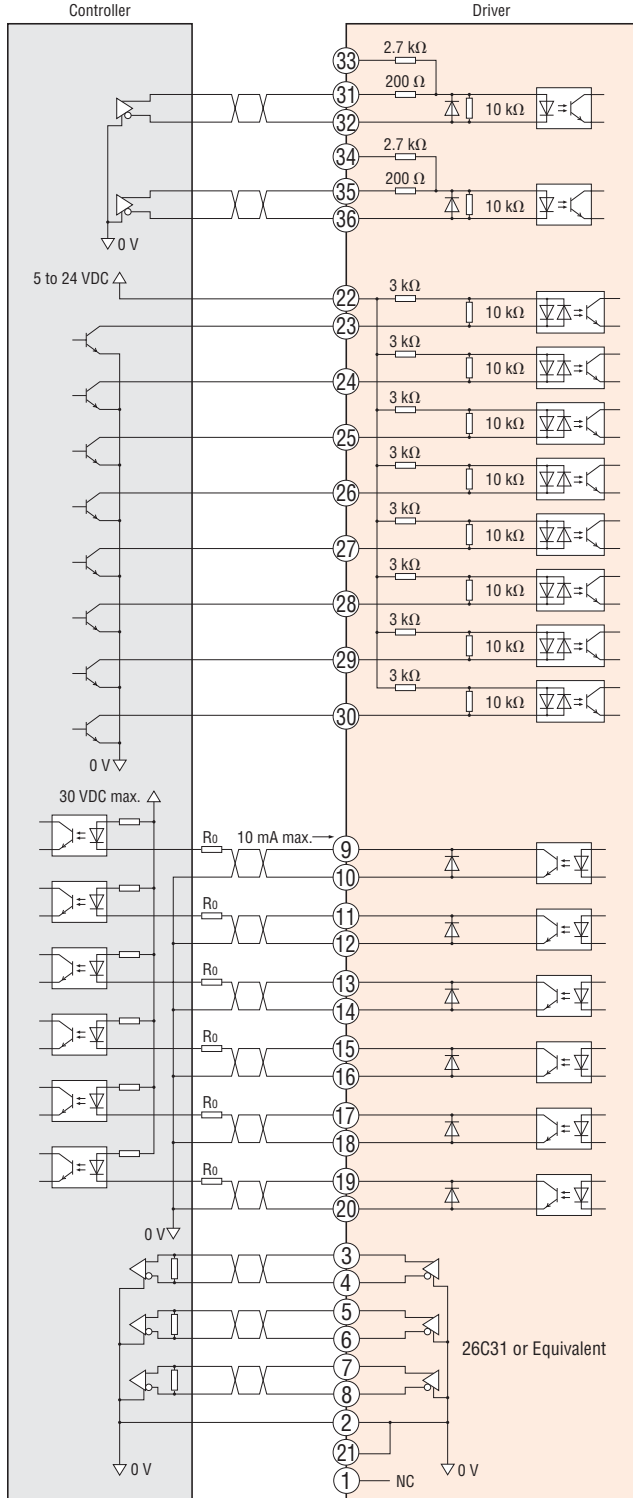 Controller Driver
33 2.7 kΩ
31 200 Ω
32 10 kΩ
34 2.7 kΩ
35 200 Ω
36 10 kΩ
0 V
5 to 24 VDC 22 3 kΩ
23 10 kΩ
3 kΩ
24 10 kΩ
3 kΩ
25 10 kΩ
3 kΩ
26 10 kΩ
3 kΩ
27 10 kΩ
3 kΩ
28 10 kΩ
3 kΩ
29 10 kΩ
3 kΩ
30 10 kΩ
0 V
30 VDC max.
R0 10 mA max. 9
10
R0 11
12
R0 13
14
R0 15
16
R0 17
18
R0 19
20
0 V
3
4
5
6 26C31 or Equivalent
7
8
2
21
0 V 0 V
1 NC